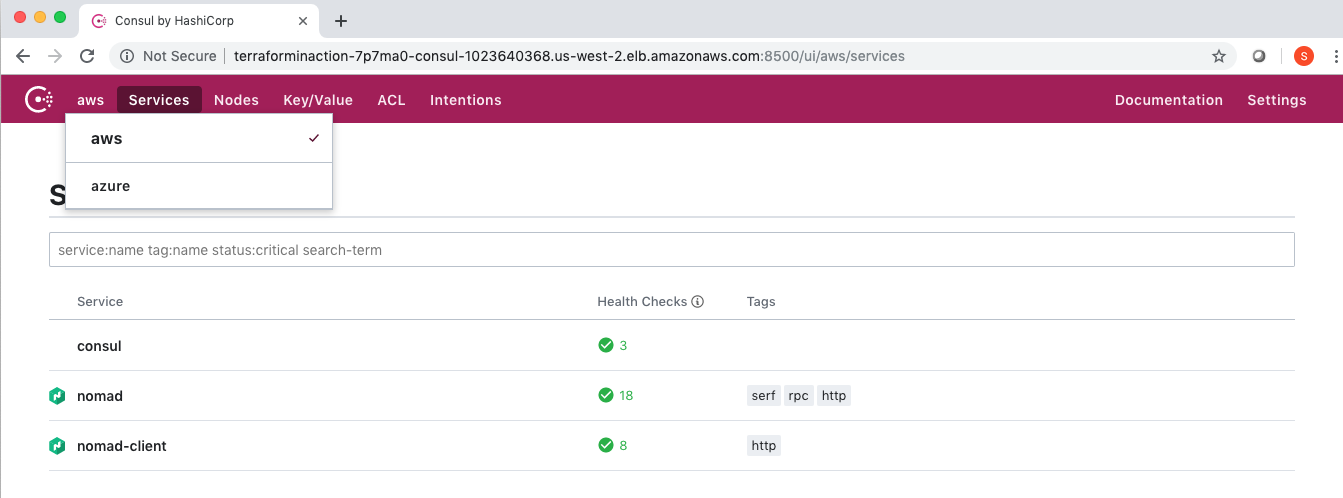 Consul by HashiCorp
Not Secure terraforminaction-7p7ma0-consul-1023640368.us-west-2.elb.amazonaws.com:8500/ui/aws/services S
aws Services Nodes Key/Value ACL Intentions Documentation Settings
aws
azure
S
service:name tag:name status:critical search-term
Service Health Checks Tags
consul 3
nomad 18 serf rpc http
nomad-client 8 http